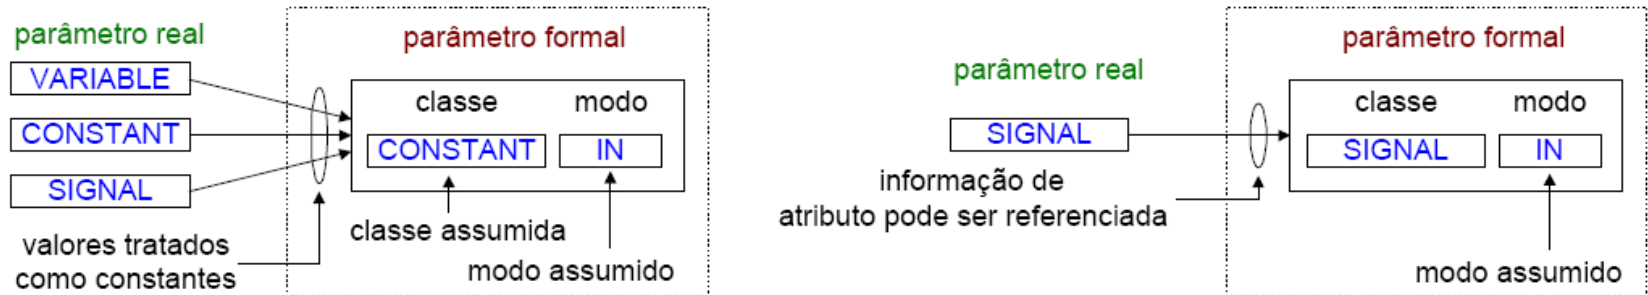 parâmetro real
VARIABLE
CONSTANT
SIGNAL
valores tratados
como constantes
parâmetro formal
classe modo
CONSTANT IN
classe assumida
modo assumido
parâmetro real
SIGNAL
informação de
atributo pode ser referenciada
parâmetro formal
classe modo
SIGNAL IN
modo assumido